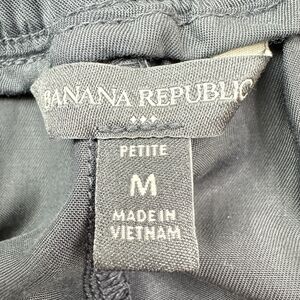 BANANA REPUBLIC
PETITE
M
MADE IN
VIETNAM